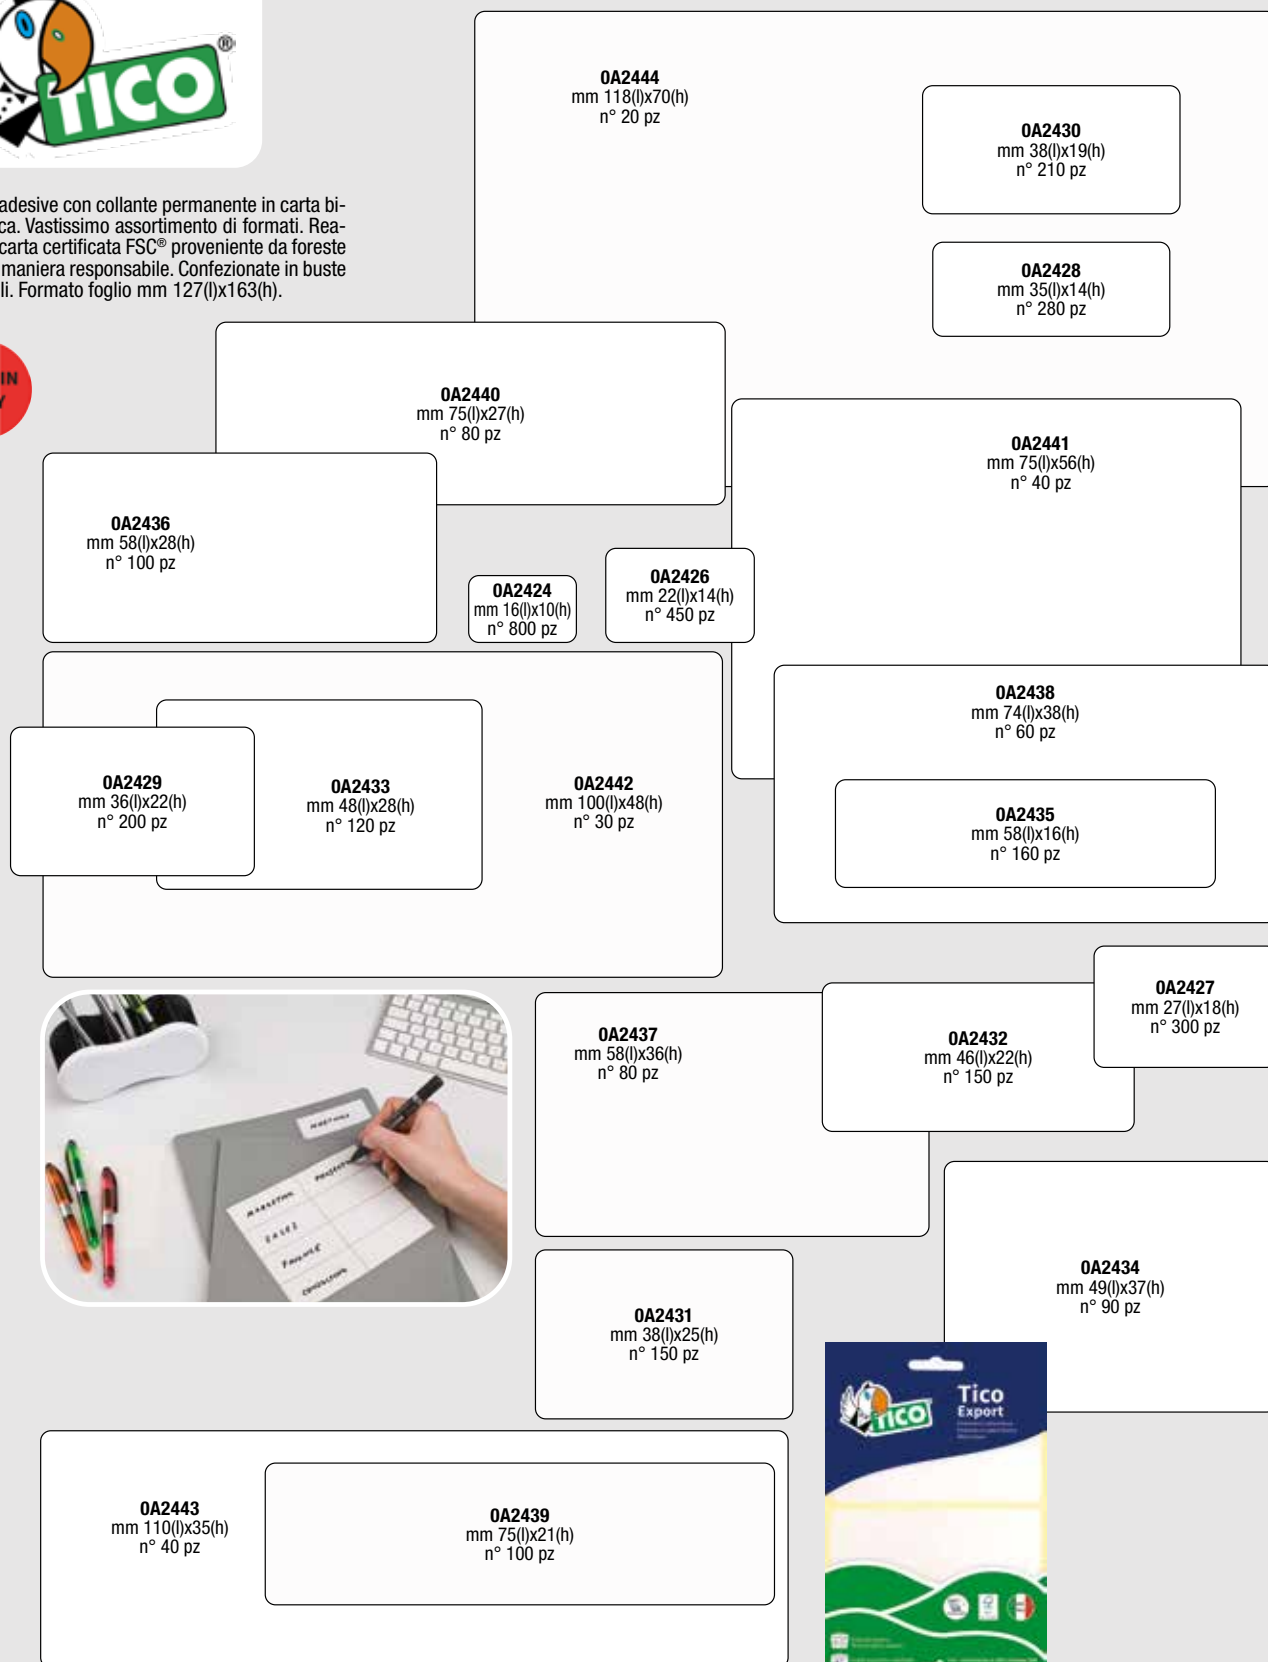 TICO®
adesive con collante permanente in carta bi-
ca. Vastissimo assortimento di formati. Rea-
carta certificata FSC® proveniente da foreste
maniera responsabile. Confezionate in buste
li. Formato foglio mm 127(l)x163(h).
IN
Y
0A2444
mm 118(l)x70(h)
n° 20 pz
0A2430
mm 38(l)x19(h)
n° 210 pz
0A2428
mm 35(l)x14(h)
n° 280 pz
0A2440
mm 75(l)x27(h)
n° 80 pz
0A2441
mm 75(l)x56(h)
n° 40 pz
0A2436
mm 58(l)x28(h)
n° 100 pz
0A2424
mm 16(l)x10(h)
n° 800 pz
0A2426
mm 22(l)x14(h)
n° 450 pz
0A2438
mm 74(l)x38(h)
n° 60 pz
0A2429
mm 36(l)x22(h)
n° 200 pz
0A2433
mm 48(l)x28(h)
n° 120 pz
0A2442
mm 100(l)x48(h)
n° 30 pz
0A2435
mm 58(l)x16(h)
n° 160 pz
0A2427
mm 27(l)x18(h)
n° 300 pz
0A2437
mm 58(l)x36(h)
n° 80 pz
0A2432
mm 46(l)x22(h)
n° 150 pz
MARKETING
SALES
FINANCE
0A2434
mm 49(l)x37(h)
n° 90 pz
0A2431
mm 38(l)x25(h)
n° 150 pz
TICO
Tico
Export
0A2443
mm 110(l)x35(h)
n° 40 pz
0A2439
mm 75(l)x21(h)
n° 100 pz